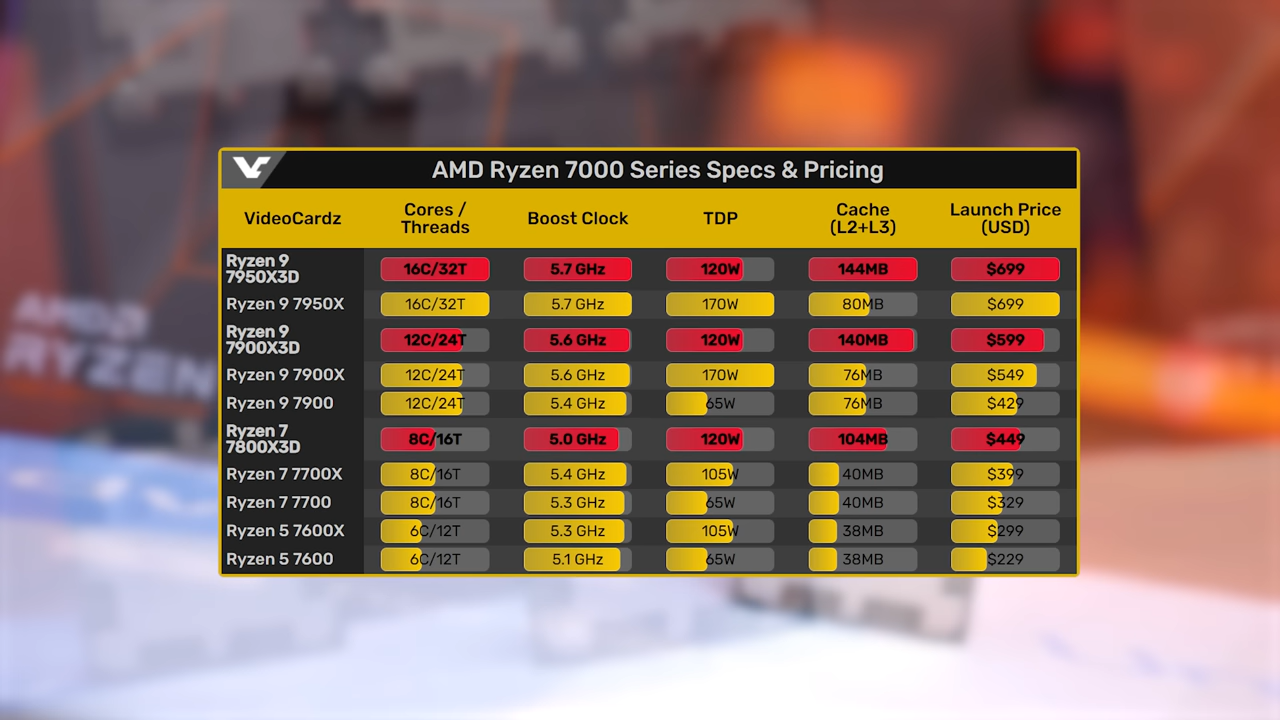 AMD Ryzen 7000 Series Specs & Pricing
VideoCardz Cores / Threads Boost Clock TDP Cache (L2+L3) Launch Price (USD)
Ryzen 9 7950X3D 16C/32T 5.7 GHz 120W 144MB $699
Ryzen 9 7950X 16C/32T 5.7 GHz 170W 80MB $699
Ryzen 9 7900X3D 12C/24T 5.6 GHz 120W 140MB $599
Ryzen 9 7900X 12C/24T 5.6 GHz 170W 76MB $549
Ryzen 9 7900 12C/24T 5.4 GHz 65W 76MB $429
Ryzen 7 7800X3D 8C/16T 5.0 GHz 120W 104MB $449
Ryzen 7 7700X 8C/16T 5.4 GHz 105W 40MB $399
Ryzen 7 7700 8C/16T 5.3 GHz 65W 40MB $329
Ryzen 5 7600X 6C/12T 5.3 GHz 105W 38MB $299
Ryzen 5 7600 6C/12T 5.1 GHz 65W 38MB $229
AMD
RYZEN